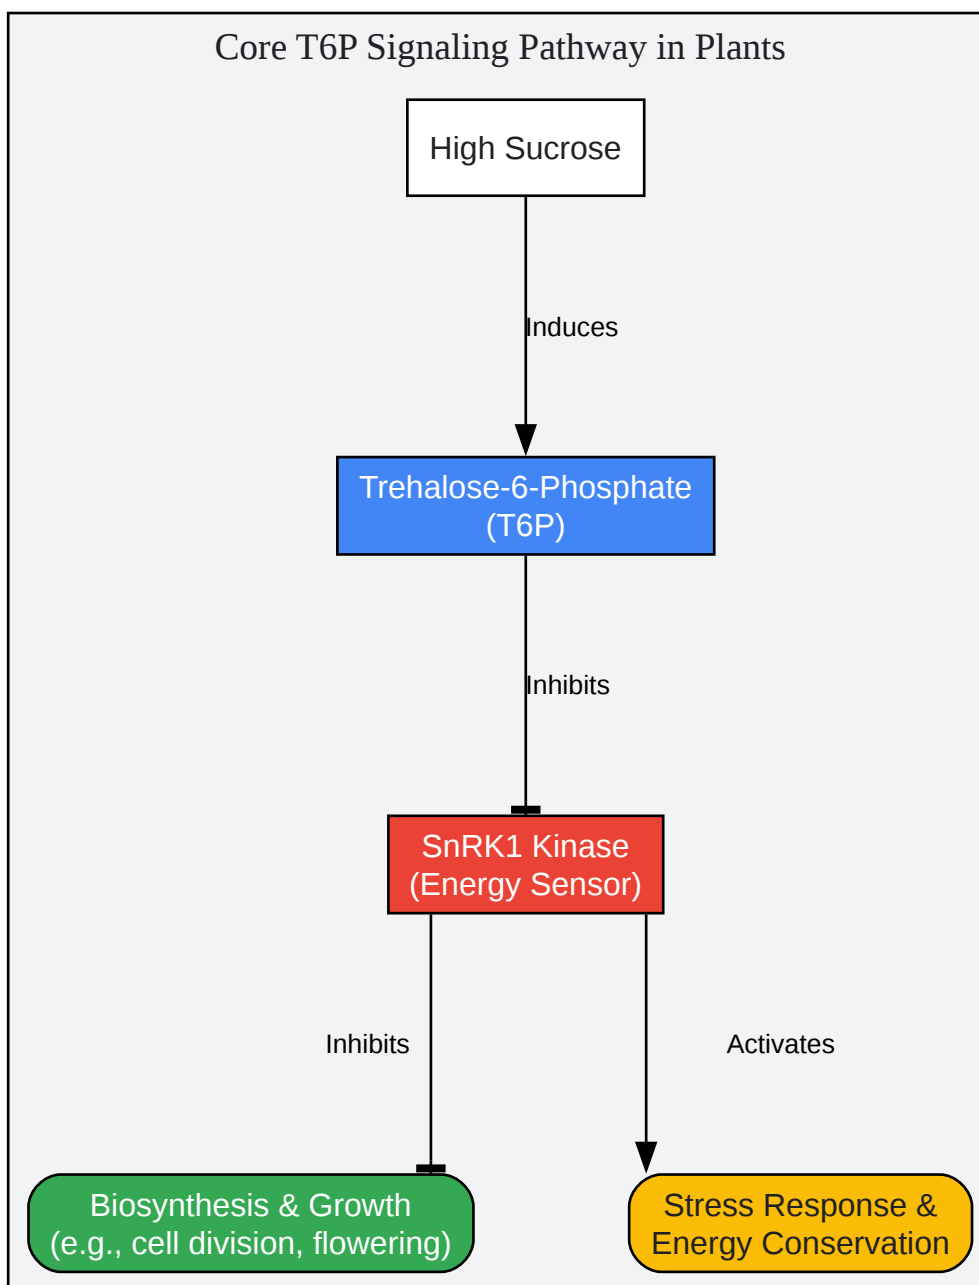 Core T6P Signaling Pathway in Plants
High Sucrose
Induces
Trehalose-6-Phosphate
(T6P)
Inhibits
SnRK1 Kinase
(Energy Sensor)
Inhibits
Activates
Biosynthesis & Growth
(e.g., cell division, flowering)
Stress Response &
Energy Conservation